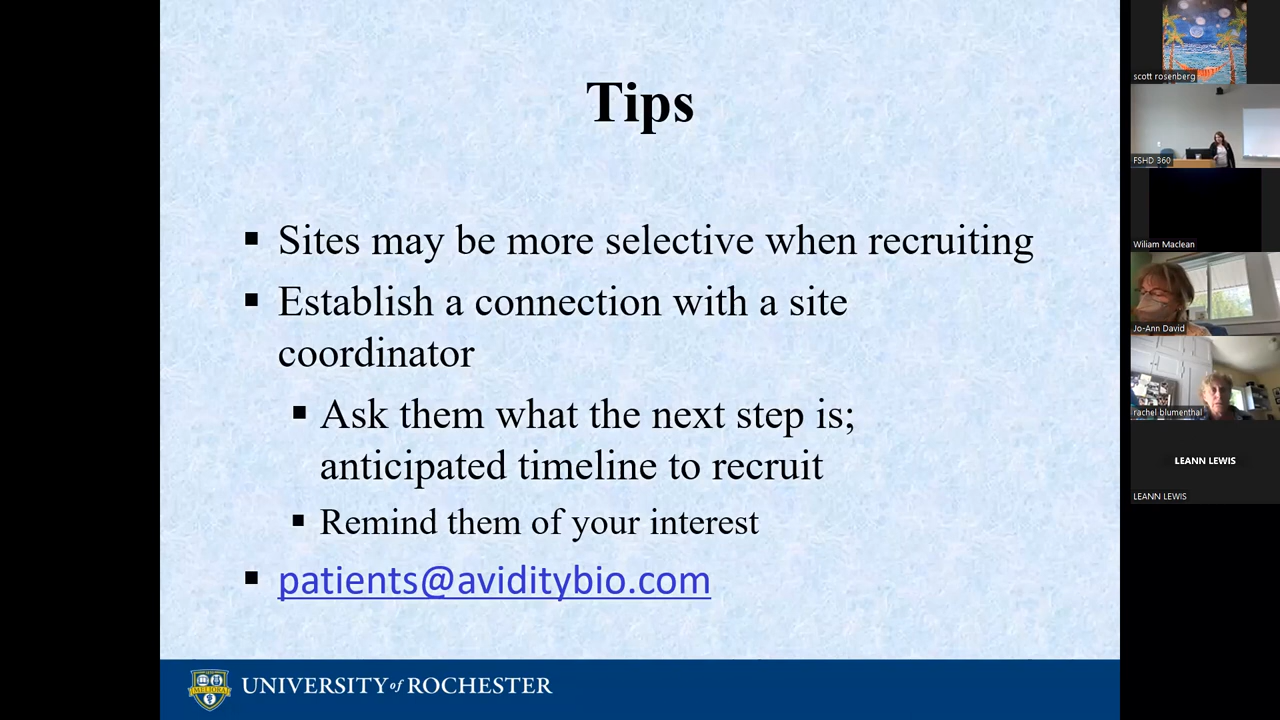 Tips
Sites may be more selective when recruiting
Establish a connection with a site
coordinator
Ask them what the next step is;
anticipated timeline to recruit
Remind them of your interest
patients@aviditybio.com
MELIORA
UNIVERSITY of ROCHESTER
scott rosenberg
FSHD 360
Wiliam Maclean
Jo-Ann David
rachel blumenthal
LEANN LEWIS
LEANN LEWIS